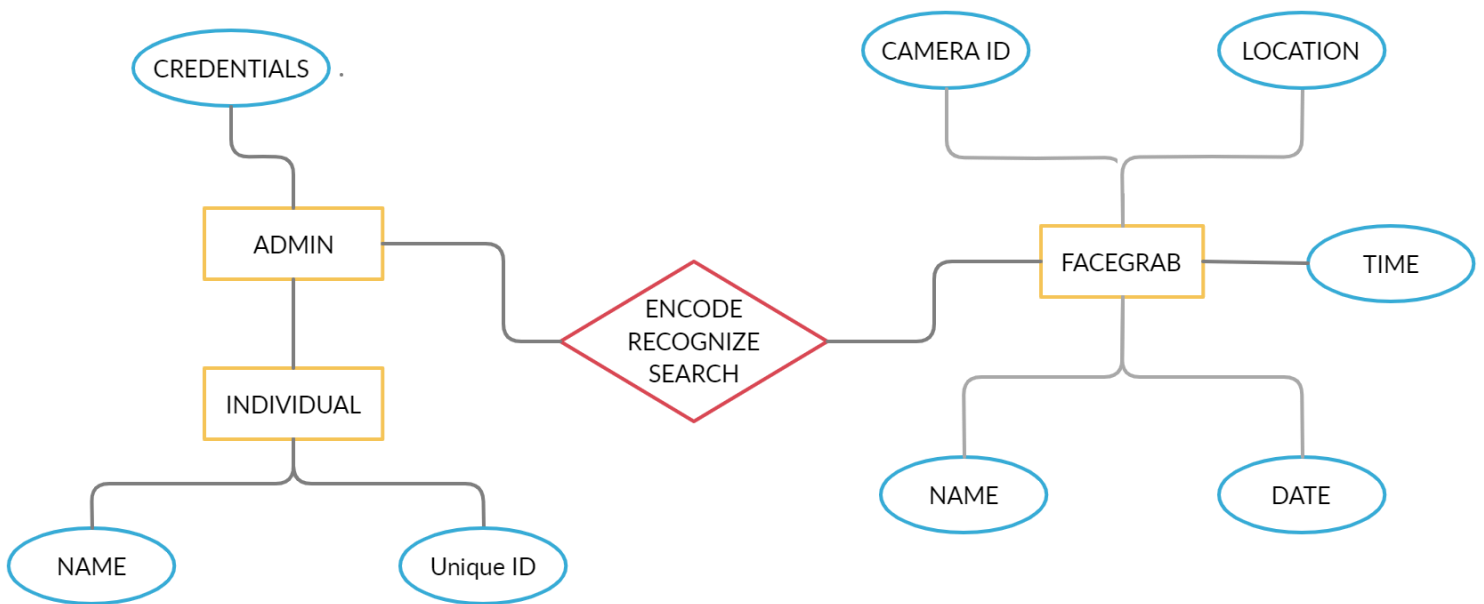 CREDENTIALS .
CAMERA ID
LOCATION
ADMIN
FACEGRAB
TIME
ENCODE
RECOGNIZE
SEARCH
INDIVIDUAL
NAME
DATE
NAME
Unique ID